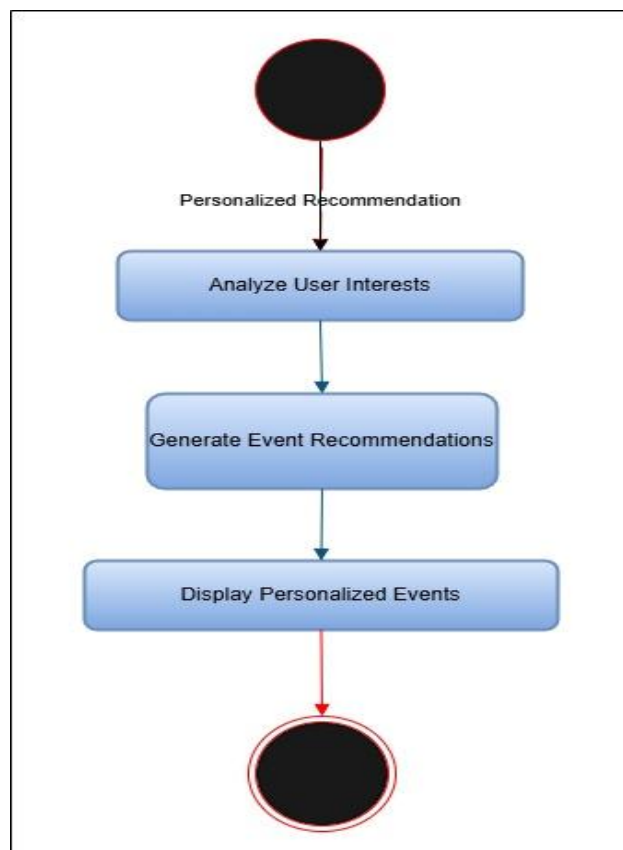 Personalized Recommendation
Analyze User Interests
Generate Event Recommendations
Display Personalized Events